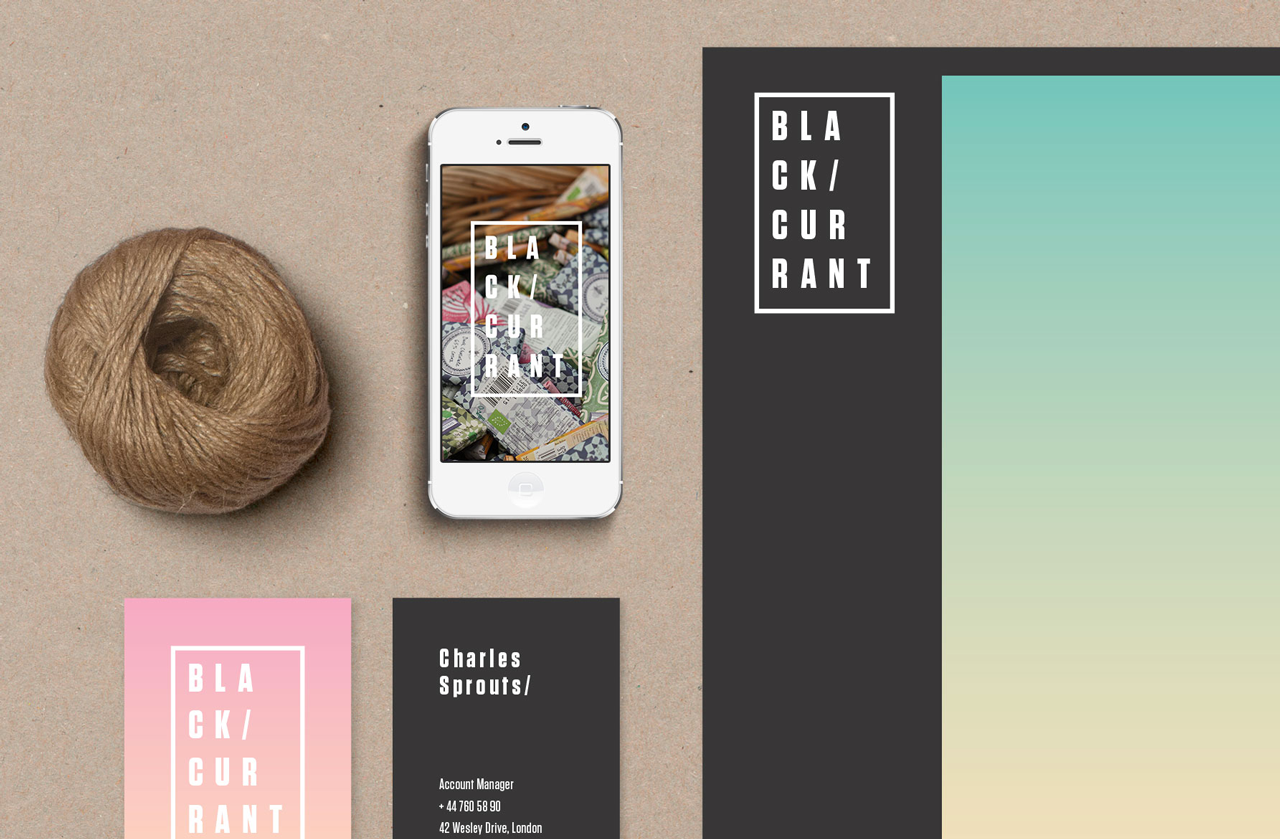 BLA
CK/
CUR
RANT
BLA
CK/
CUR
RANT
BLA
CK/
CUR
RANT
Charles
Sprouts/
Account Manager
+ 44 760 58 90
42 Wesley Drive, London